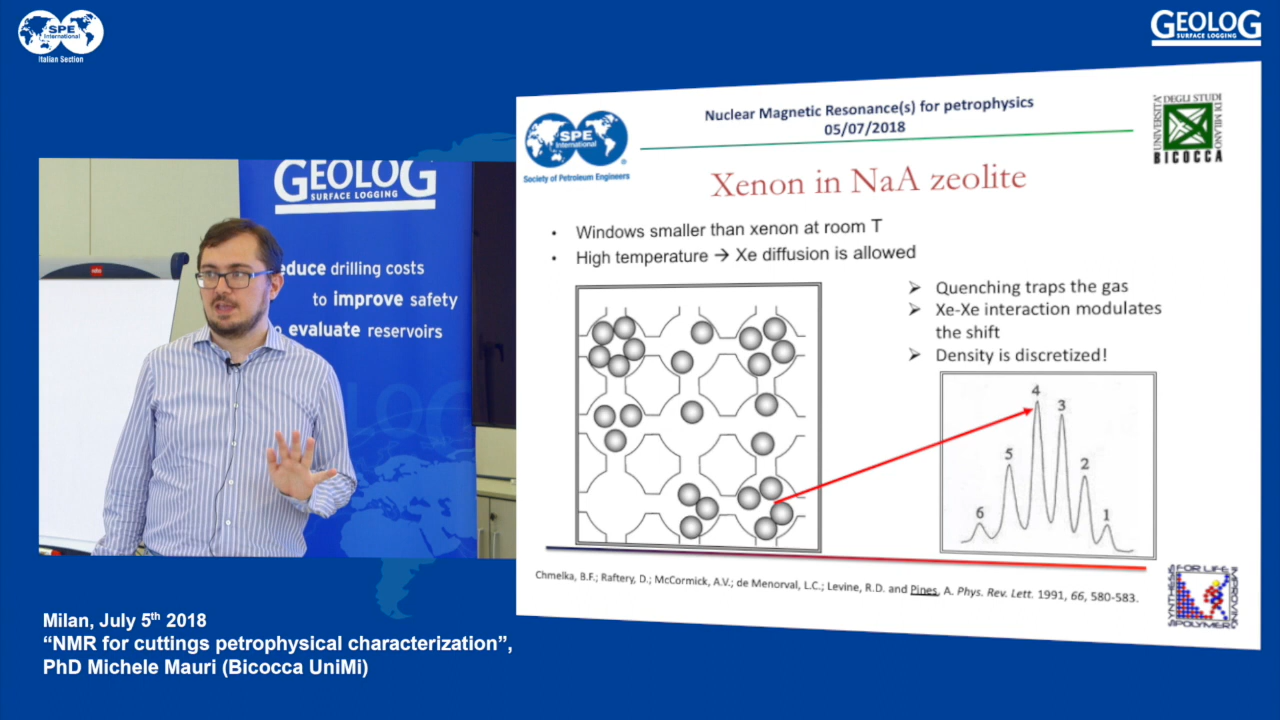 SPE
International
Italian Section
GEOLOG
SURFACE LOGGING
GEOLOG
SURFACE LOGGING
educe drilling costs
to improve safety
evaluate reservoirs
SPE
International
Society of Petroleum Engineers
Nuclear Magnetic Resonance(s) for petrophysics
05/07/2018
UNIVERSITA' DEGLI STUDI DI MILANO
BICOCCA
Xenon in NaA zeolite
• Windows smaller than xenon at room T
• High temperature → Xe diffusion is allowed
➢ Quenching traps the gas
➢ Xe-Xe interaction modulates
the shift
➢ Density is discretized!
4
3
5
2
6
1
Chmelka, B.F.; Raftery, D.; McCormick, A.V.; de Menorval, L.C.; Levine, R.D. and Pines, A. Phys. Rev. Lett. 1991, 66, 580-583.
Milan, July 5th 2018
“NMR for cuttings petrophysical characterization”,
PhD Michele Mauri (Bicocca UniMi)